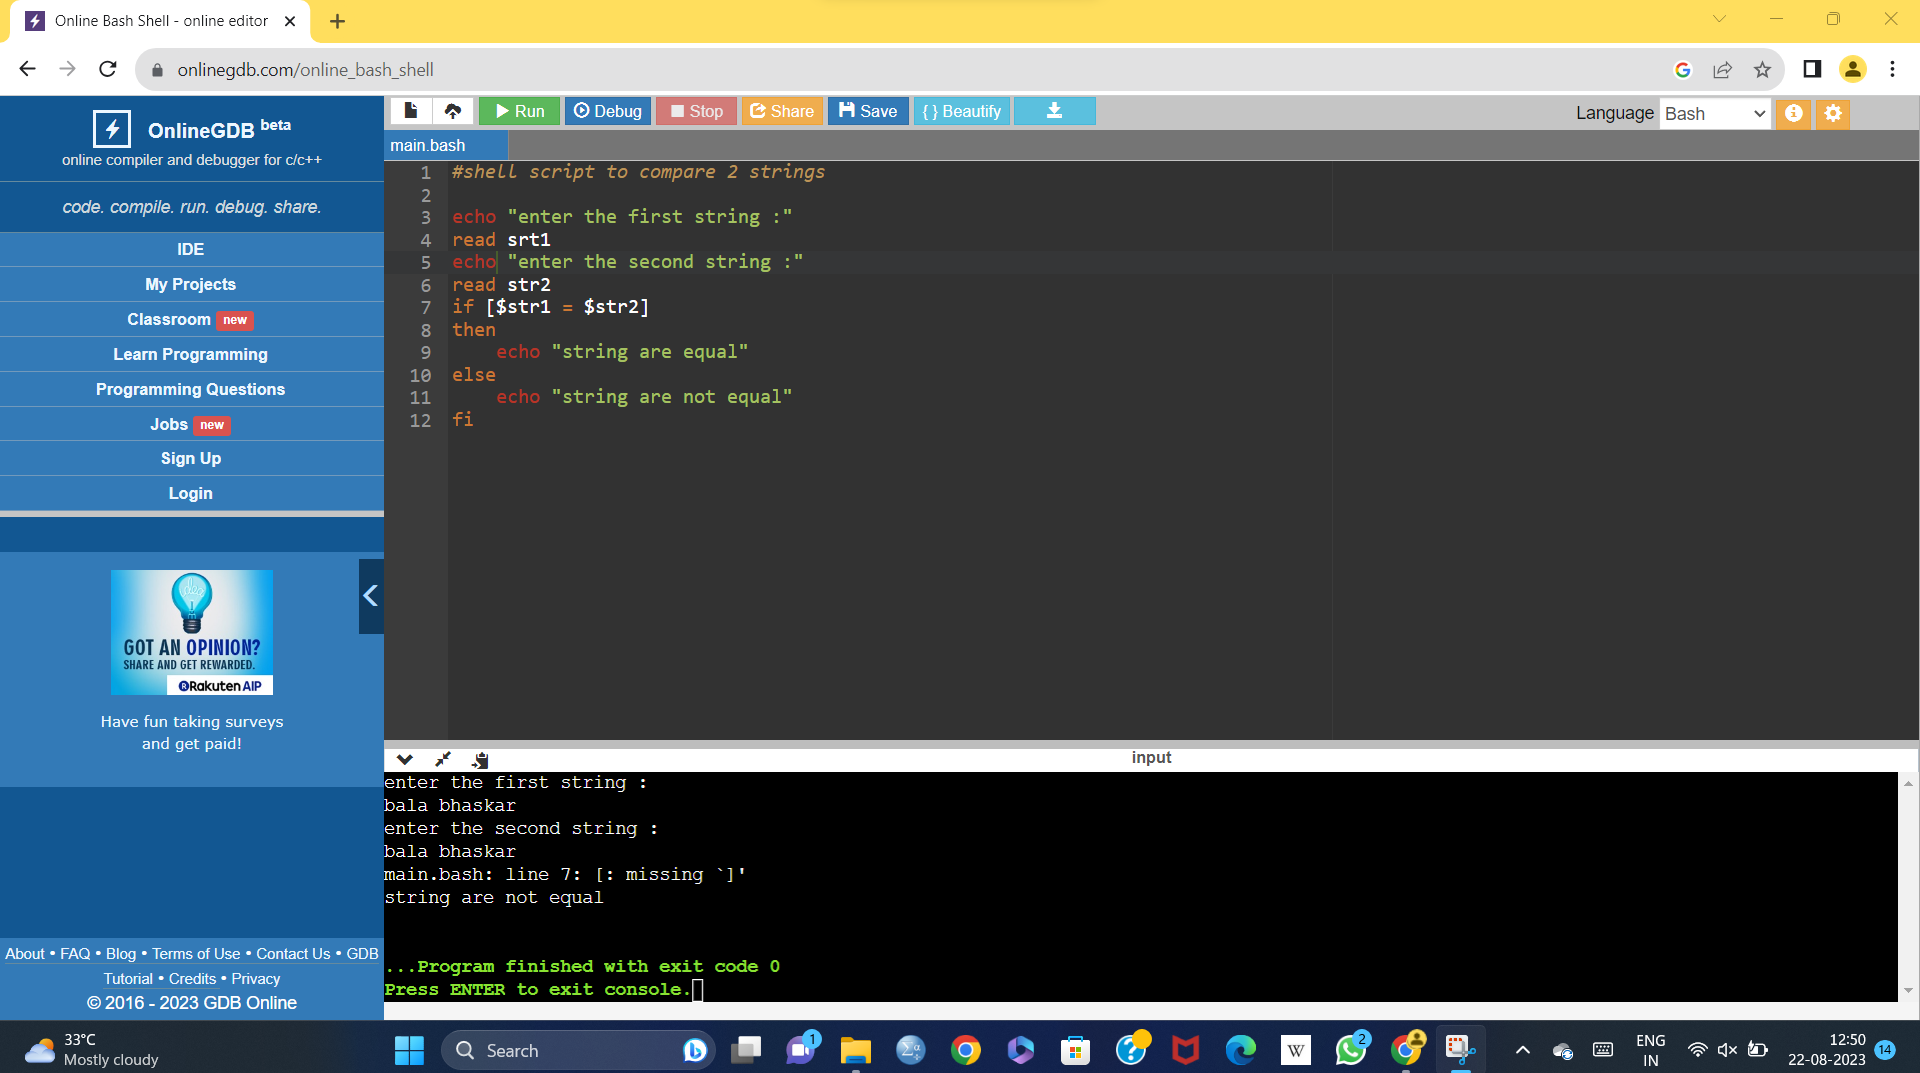 Online Bash Shell - online editor
onlinegdb.com/online_bash_shell
OnlineGDB beta
online compiler and debugger for c/c++
code. compile. run. debug. share.
IDE
My Projects
Classroom new
Learn Programming
Programming Questions
Jobs new
Sign Up
Login
idea
GOT AN OPINION?
SHARE AND GET REWARDED.
Rakuten AIP
Have fun taking surveys
and get paid!
About • FAQ • Blog • Terms of Use • Contact Us • GDB
Tutorial • Credits • Privacy
© 2016 - 2023 GDB Online
Run Debug Stop Share Save { } Beautify
Language Bash
main.bash
1 #shell script to compare 2 strings
2
3 echo "enter the first string :"
4 read srt1
5 echo "enter the second string :"
6 read str2
7 if [$str1 = $str2]
8 then
9 echo "string are equal"
10 else
11 echo "string are not equal"
12 fi
input
enter the first string :
bala bhaskar
enter the second string :
bala bhaskar
main.bash: line 7: [: missing `]'
string are not equal
...Program finished with exit code 0
Press ENTER to exit console.
33°C
Mostly cloudy
Search
1
Σα
W
2
ENG
IN
12:50
22-08-2023
14